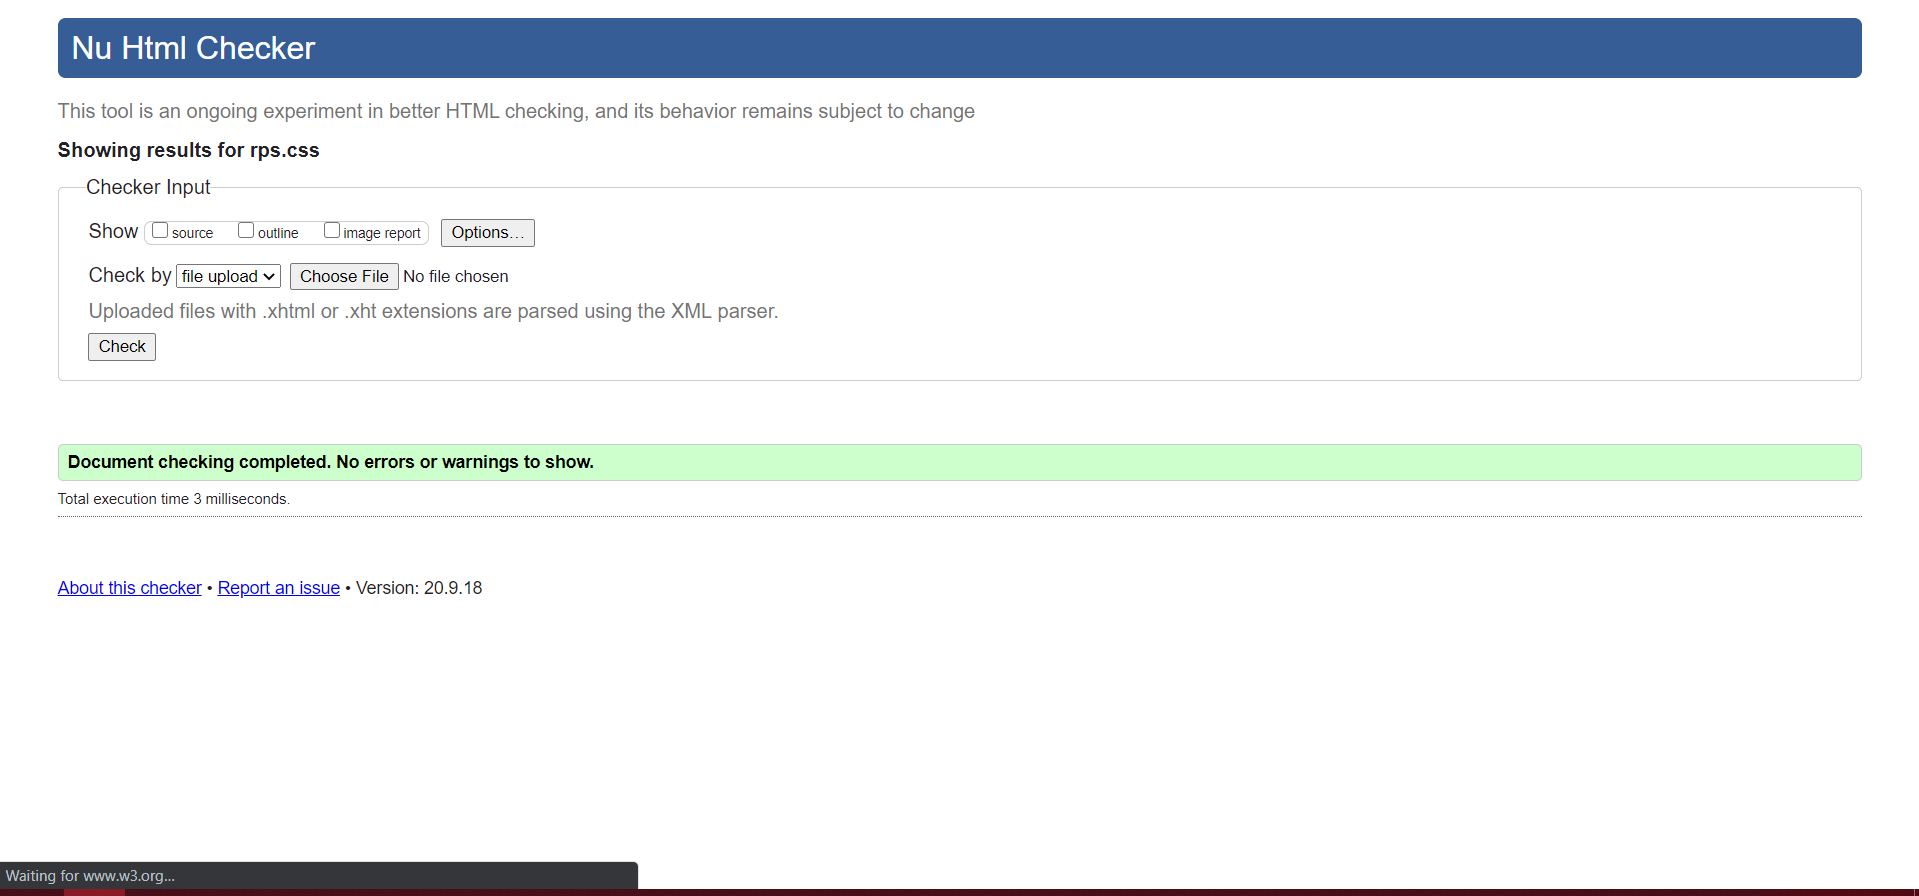 Nu Html Checker
This tool is an ongoing experiment in better HTML checking, and its behavior remains subject to change
Showing results for rps.css
Checker Input
Show source outline image report Options...
Check by file upload Choose File No file chosen
Uploaded files with .xhtml or .xht extensions are parsed using the XML parser.
Check
Document checking completed. No errors or warnings to show.
Total execution time 3 milliseconds.
About this checker • Report an issue • Version: 20.9.18
Waiting for www.w3.org...